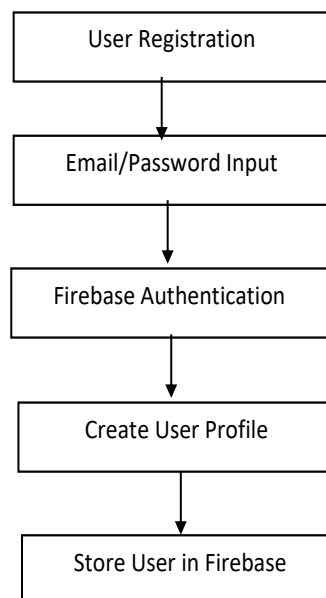 User Registration
Email/Password Input
Firebase Authentication
Create User Profile
Store User in Firebase